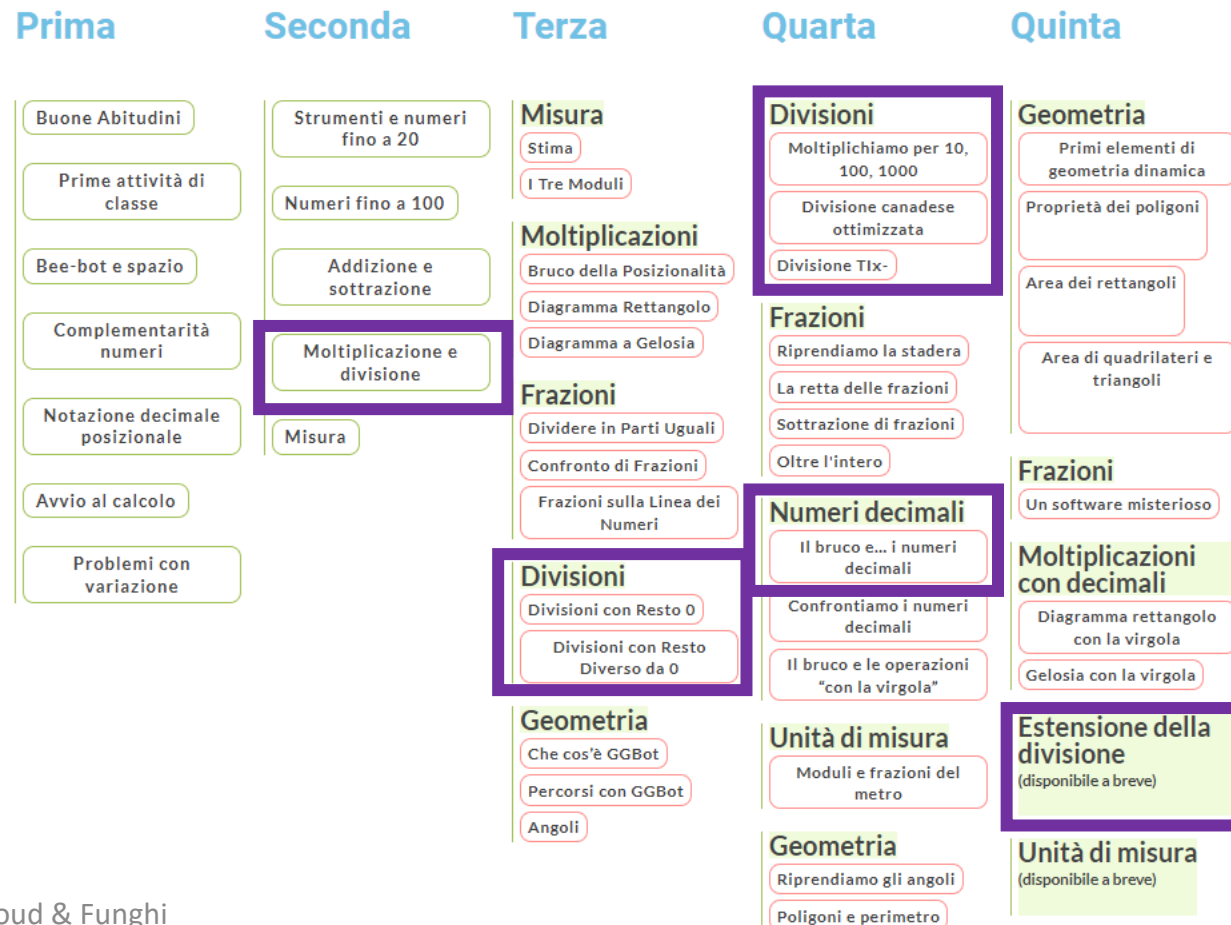 Prima
Buone Abitudini
Prime attività di
classe
Bee-bot e spazio
Complementarità
numeri
Notazione decimale
posizionale
Avvio al calcolo
Problemi con
variazione
Seconda
Strumenti e numeri
fino a 20
Numeri fino a 100
Addizione e
sottrazione
Moltiplicazione e
divisione
Misura
Terza
Misura
Stima
I Tre Moduli
Moltiplicazioni
Bruco della Posizionalità
Diagramma Rettangolo
Diagramma a Gelosia
Frazioni
Dividere in Parti Uguali
Confronto di Frazioni
Frazioni sulla Linea dei
Numeri
Divisioni
Divisioni con Resto 0
Divisioni con Resto
Diverso da 0
Geometria
Che cos'è GGBot
Percorsi con GGBot
Angoli
Quarta
Divisioni
Moltiplichiamo per 10,
100, 1000
Divisione canadese
ottimizzata
Divisione TIx-
Frazioni
Riprendiamo la stadera
La retta delle frazioni
Sottrazione di frazioni
Oltre l'intero
Numeri decimali
Il bruco e... i numeri
decimali
Confrontiamo i numeri
decimali
Il bruco e le operazioni
“con la virgola”
Unità di misura
Moduli e frazioni del
metro
Geometria
Riprendiamo gli angoli
Poligoni e perimetro
Quinta
Geometria
Primi elementi di
geometria dinamica
Proprietà dei poligoni
Area dei rettangoli
Area di quadrilateri e
triangoli
Frazioni
Un software misterioso
Moltiplicazioni
con decimali
Diagramma rettangolo
con la virgola
Gelosia con la virgola
Estensione della
divisione
(disponibile a breve)
Unità di misura
(disponibile a breve)
oud & Funghi